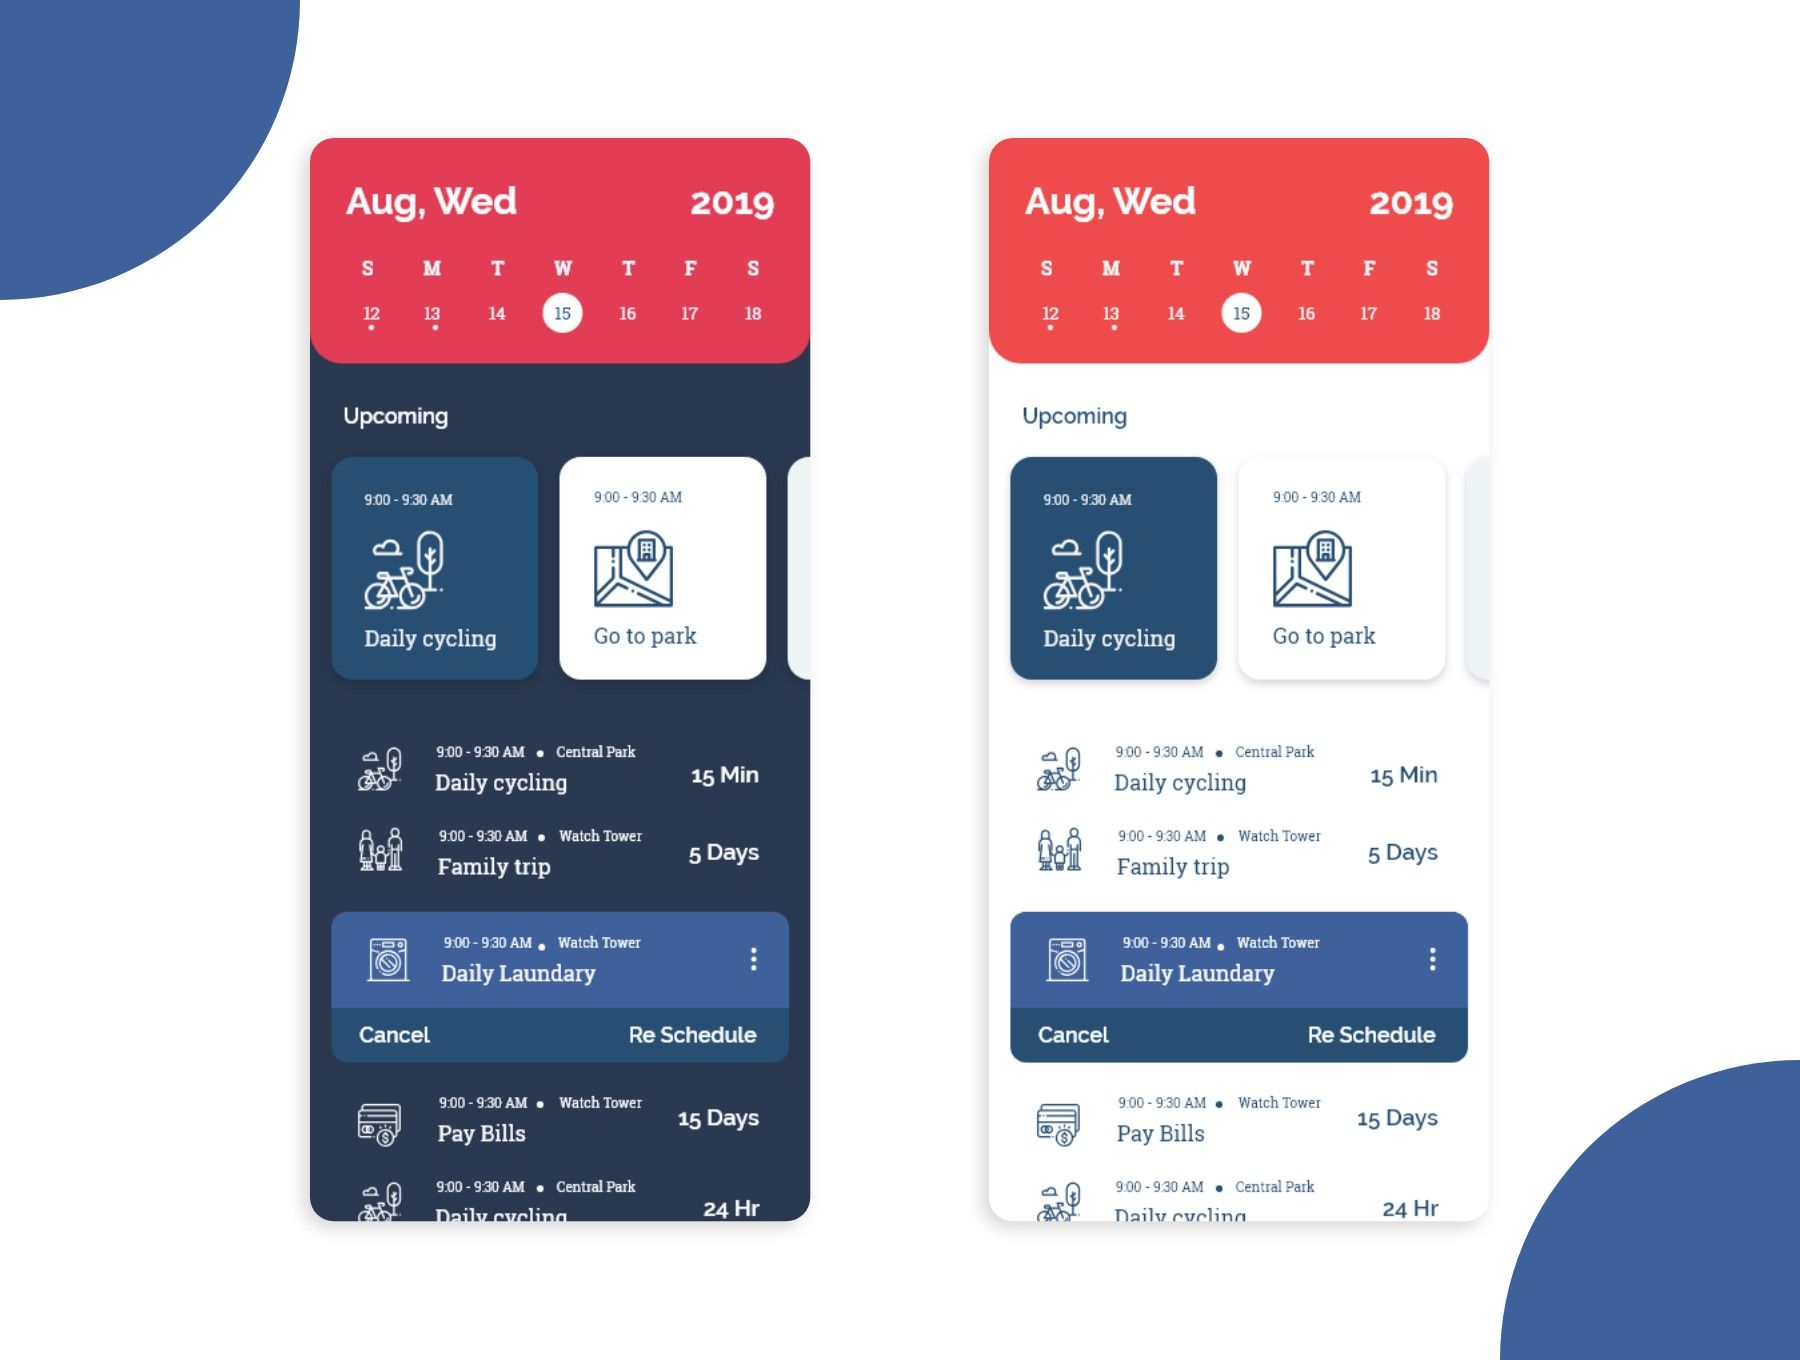 Aug, Wed 2019
S M T W T F S
12 13 14 15 16 17 18
Upcoming
9:00 - 9:30 AM
Daily cycling
9:00 - 9:30 AM
Go to park
9:00 - 9:30 AM • Central Park
Daily cycling
15 Min
9:00 - 9:30 AM • Watch Tower
Family trip
5 Days
9:00 - 9:30 AM • Watch Tower
Daily Laundary
Cancel Re Schedule
9:00 - 9:30 AM • Watch Tower
Pay Bills
15 Days
9:00 - 9:30 AM • Central Park
Daily cycling
24 Hr
Aug, Wed 2019
S M T W T F S
12 13 14 15 16 17 18
Upcoming
9:00 - 9:30 AM
Daily cycling
9:00 - 9:30 AM
Go to park
9:00 - 9:30 AM • Central Park
Daily cycling
15 Min
9:00 - 9:30 AM • Watch Tower
Family trip
5 Days
9:00 - 9:30 AM • Watch Tower
Daily Laundary
Cancel Re Schedule
9:00 - 9:30 AM • Watch Tower
Pay Bills
15 Days
9:00 - 9:30 AM • Central Park
Daily cycling
24 Hr